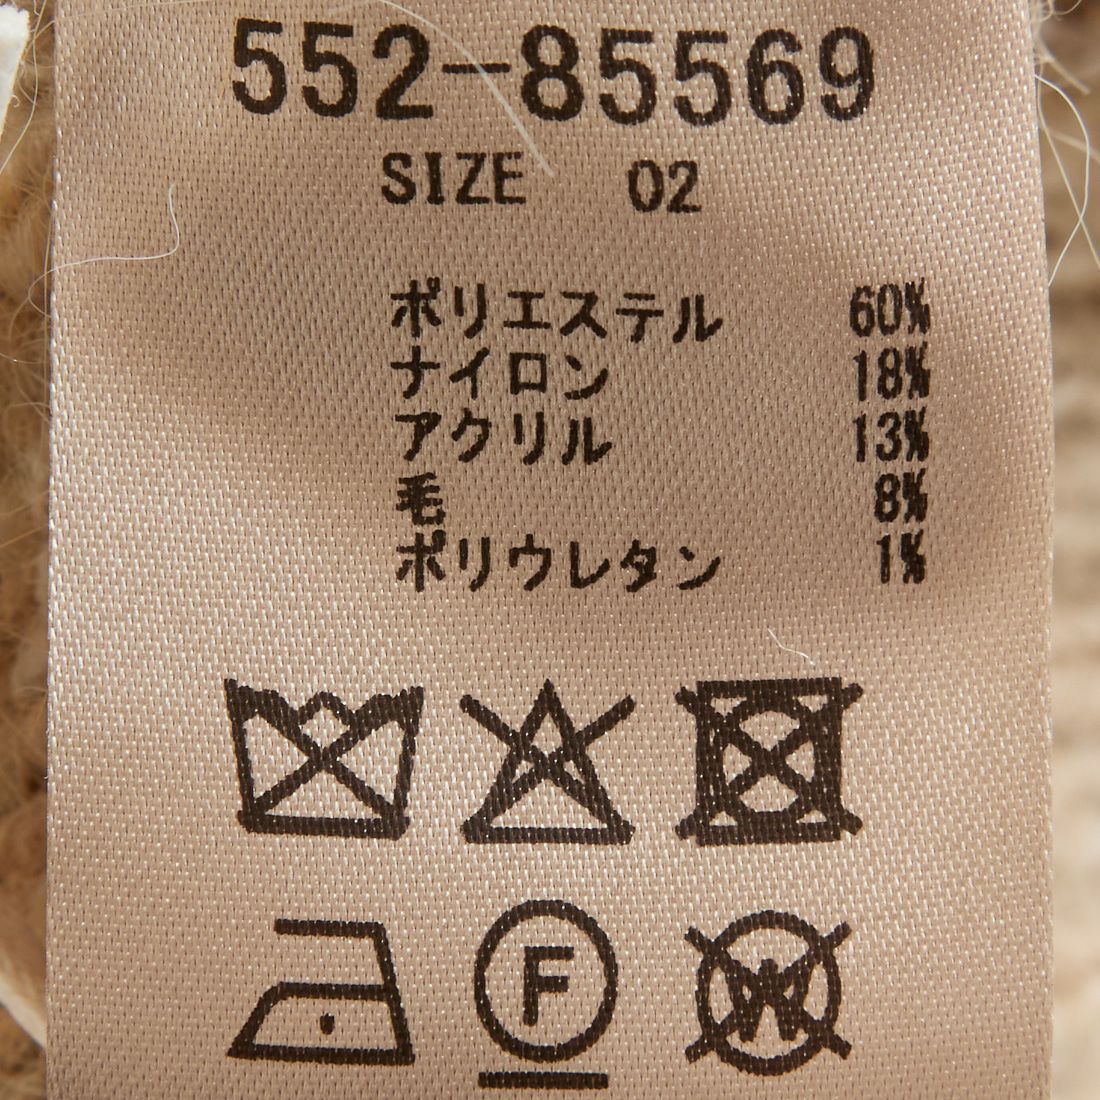 552-85569
SIZE 02
ポリエステル 60%
ナイロン 18%
アクリル 13%
毛 8%
ポリウレタン 1%
F W